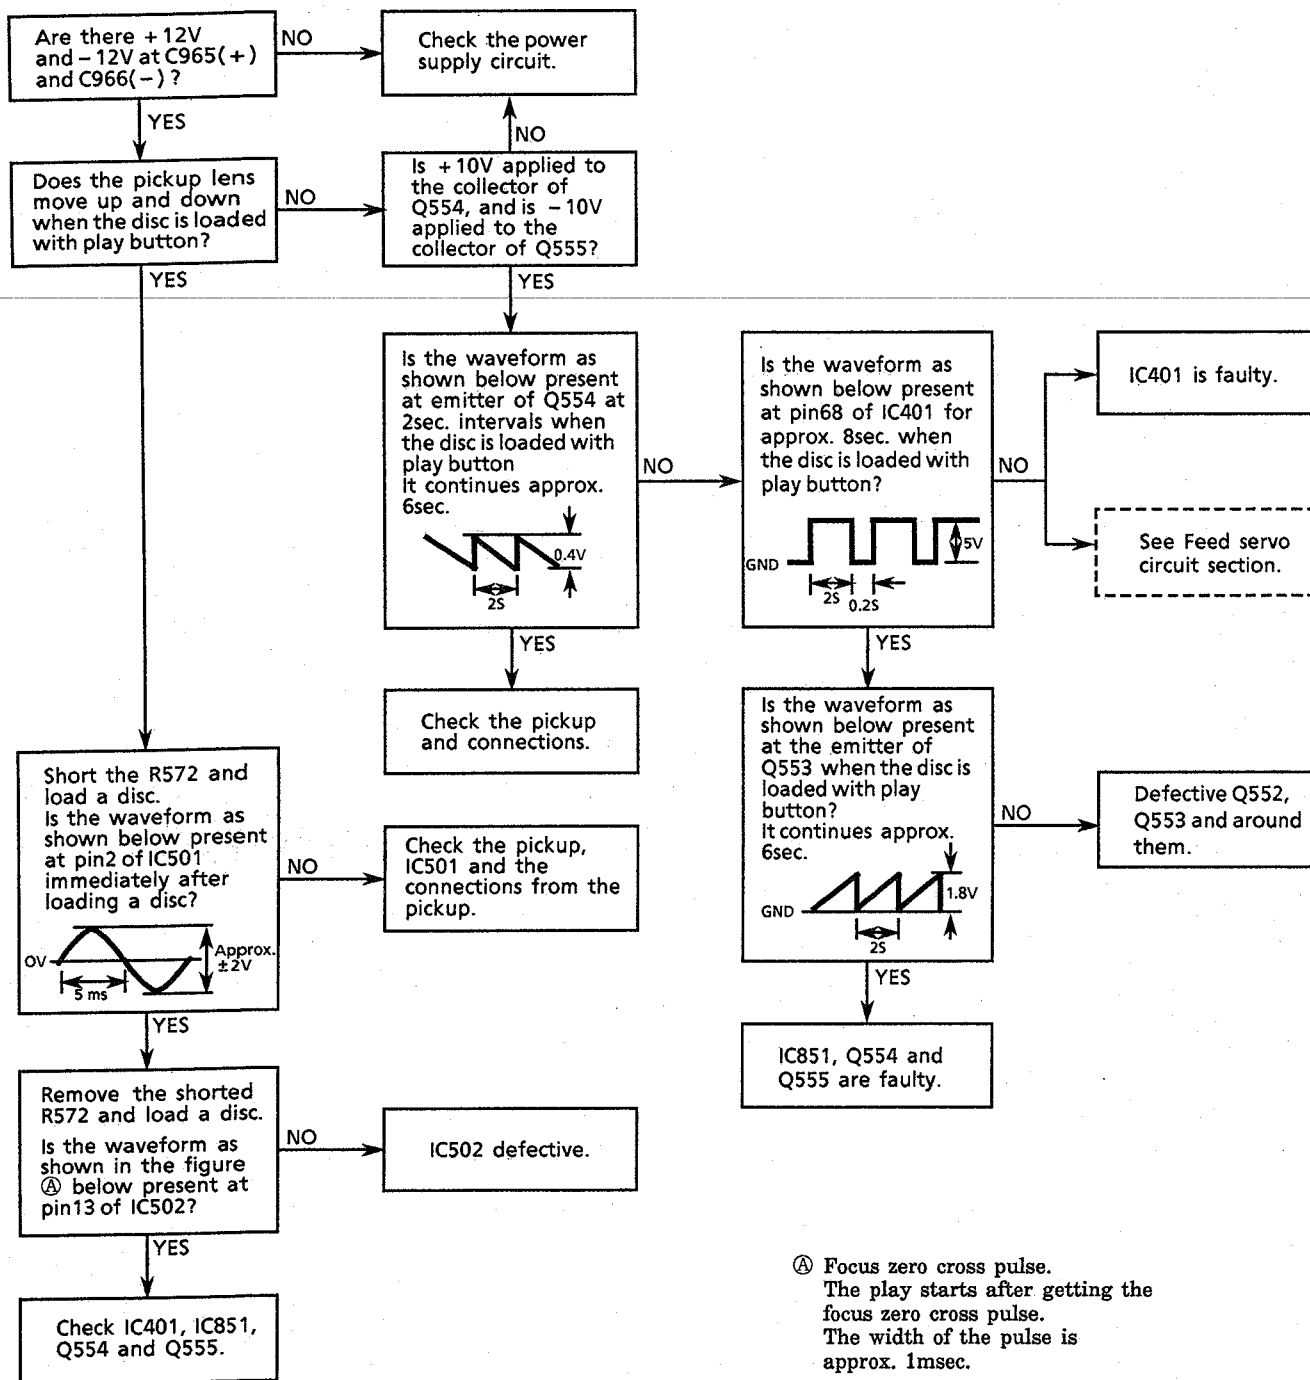 Are there +12V
and −12V at C965(+)
and C966(−)?
NO
Check the power
supply circuit.
YES
NO
Does the pickup lens
move up and down
when the disc is loaded
with play button?
NO
Is +10V applied to
the collector of
Q554, and is −10V
applied to the
collector of Q555?
YES
YES
Is the waveform as
shown below present
at emitter of Q554 at
2sec. intervals when
the disc is loaded with
play button
It continues approx.
6sec.
0.4V
2S
NO
Is the waveform as
shown below present
at pin68 of IC401 for
approx. 8sec. when
the disc is loaded with
play button?
GND
5V
2S
0.2S
NO
IC401 is faulty.
See Feed servo
circuit section.
YES
YES
Check the pickup
and connections.
Is the waveform as
shown below present
at the emitter of
Q553 when the disc is
loaded with play
button?
It continues approx.
6sec.
GND
1.8V
2S
NO
Defective Q552,
Q553 and around
them.
YES
IC851, Q554 and
Q555 are faulty.
Short the R572 and
load a disc.
Is the waveform as
shown below present
at pin2 of IC501
immediately after
loading a disc?
0V
Approx.
±2V
5 ms
NO
Check the pickup,
IC501 and the
connections from the
pickup.
YES
Remove the shorted
R572 and load a disc.
Is the waveform as
shown in the figure
Ⓐ below present at
pin13 of IC502?
NO
IC502 defective.
YES
Check IC401, IC851,
Q554 and Q555.
Ⓐ Focus zero cross pulse.
The play starts after getting the
focus zero cross pulse.
The width of the pulse is
approx. 1msec.